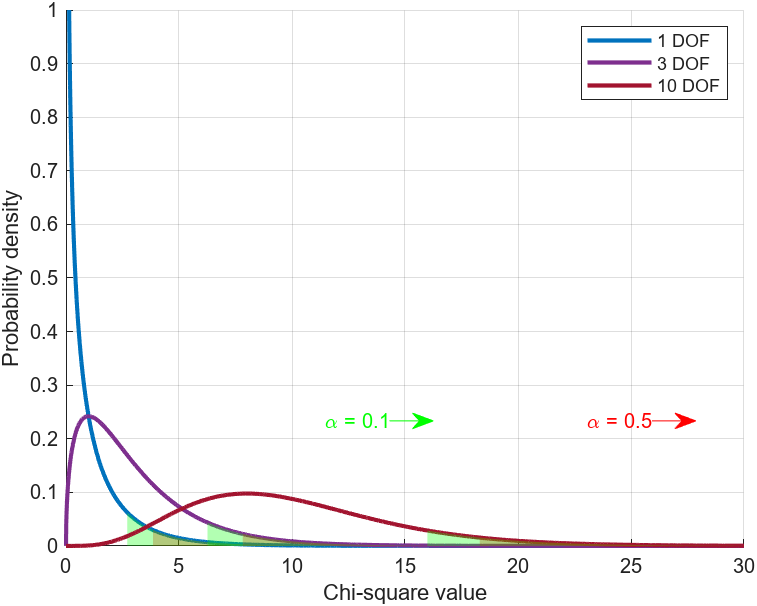 1
0.9
0.8
0.7
0.6
0.5
0.4
0.3
0.2
0.1
0
Probability density
1 DOF
3 DOF
10 DOF
α = 0.1
α = 0.5
0 5 10 15 20 25 30
Chi-square value